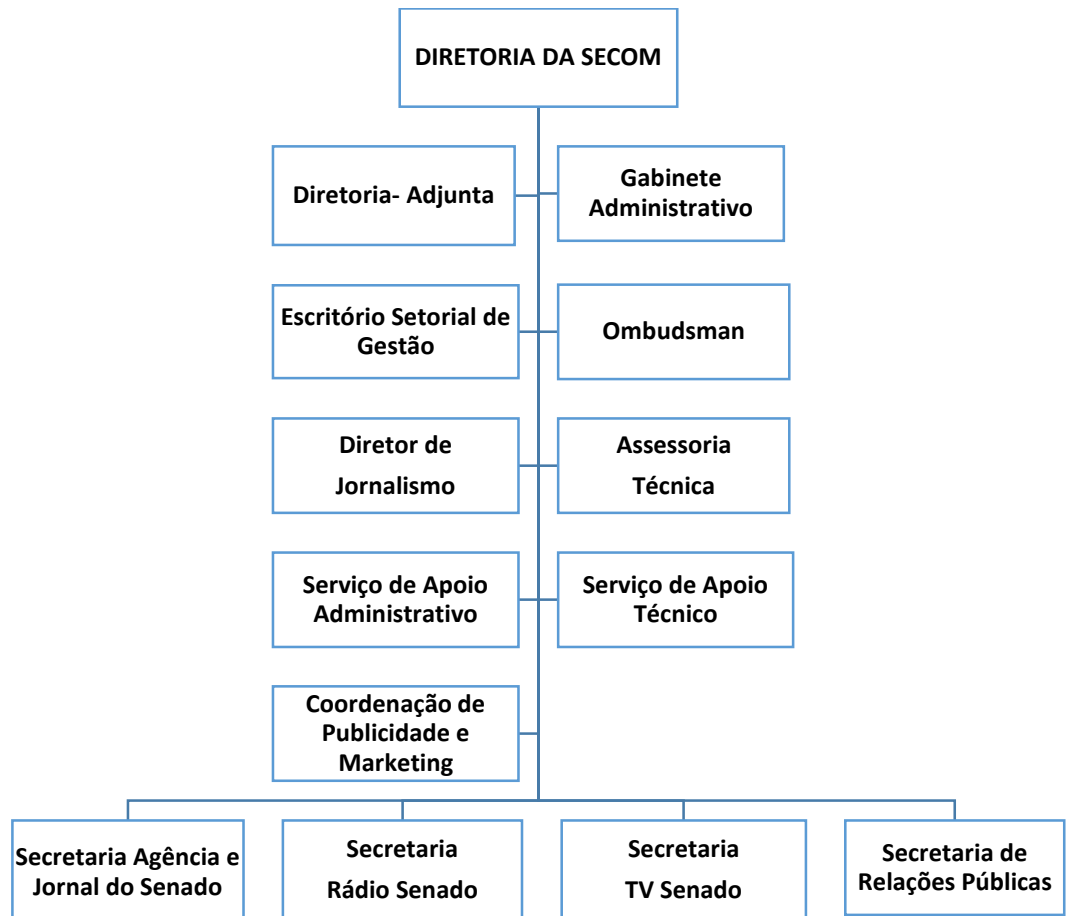 DIRETORIA DA SECOM
Diretoria- Adjunta
Gabinete
Administrativo
Escritório Setorial de
Gestão
Ombudsman
Diretor de
Jornalismo
Assessoria
Técnica
Serviço de Apoio
Administrativo
Serviço de Apoio
Técnico
Coordenação de
Publicidade e
Marketing
Secretaria Agência e
Jornal do Senado
Secretaria
Rádio Senado
Secretaria
TV Senado
Secretaria de
Relações Públicas